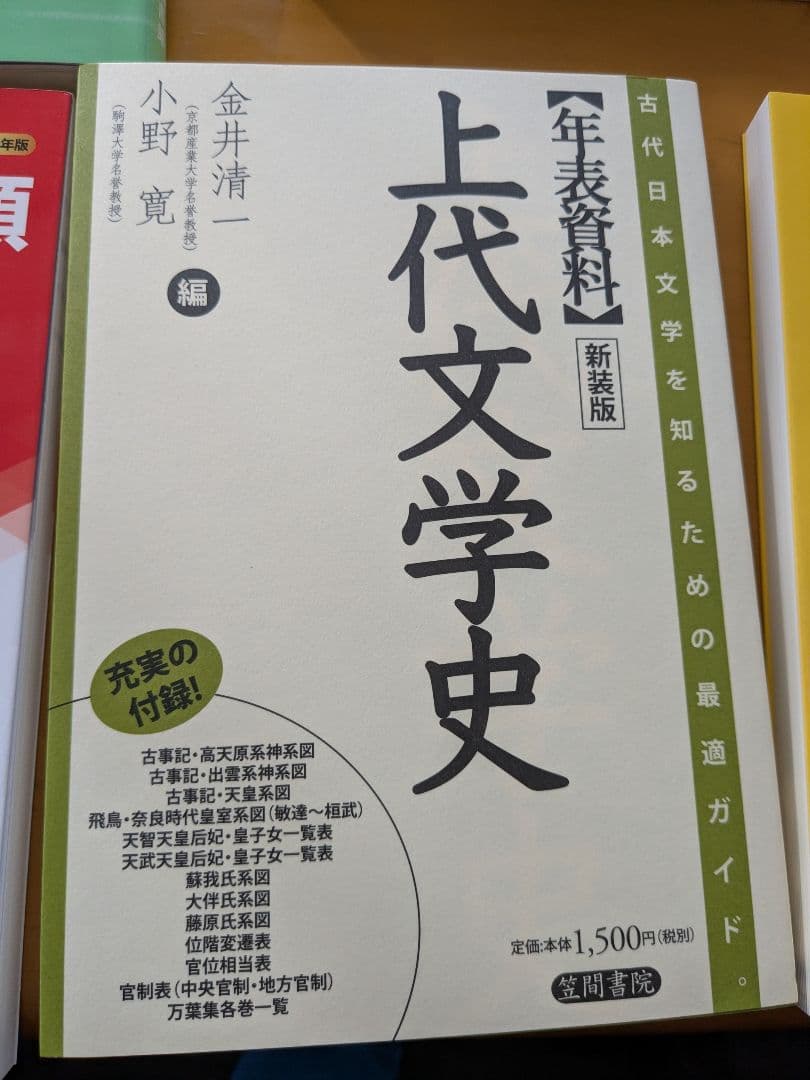 古代日本文学を知るための最適ガイド。
【年表資料】
新装版
上代文学史
金井清一
(京都産業大学名誉教授)
小野 寛
(駒澤大学名誉教授)
編
充実の
付録!
古事記・高天原系神系図
古事記・出雲系神系図
古事記・天皇系図
飛鳥・奈良時代皇室系図(敏達〜桓武)
天智天皇后妃・皇子女一覧表
天武天皇后妃・皇子女一覧表
蘇我氏系図
大伴氏系図
藤原氏系図
位階変遷表
官位相当表
官制表(中央官制・地方官制)
万葉集各巻一覧
定価:本体1,500円(税別)
笠間書院
年版